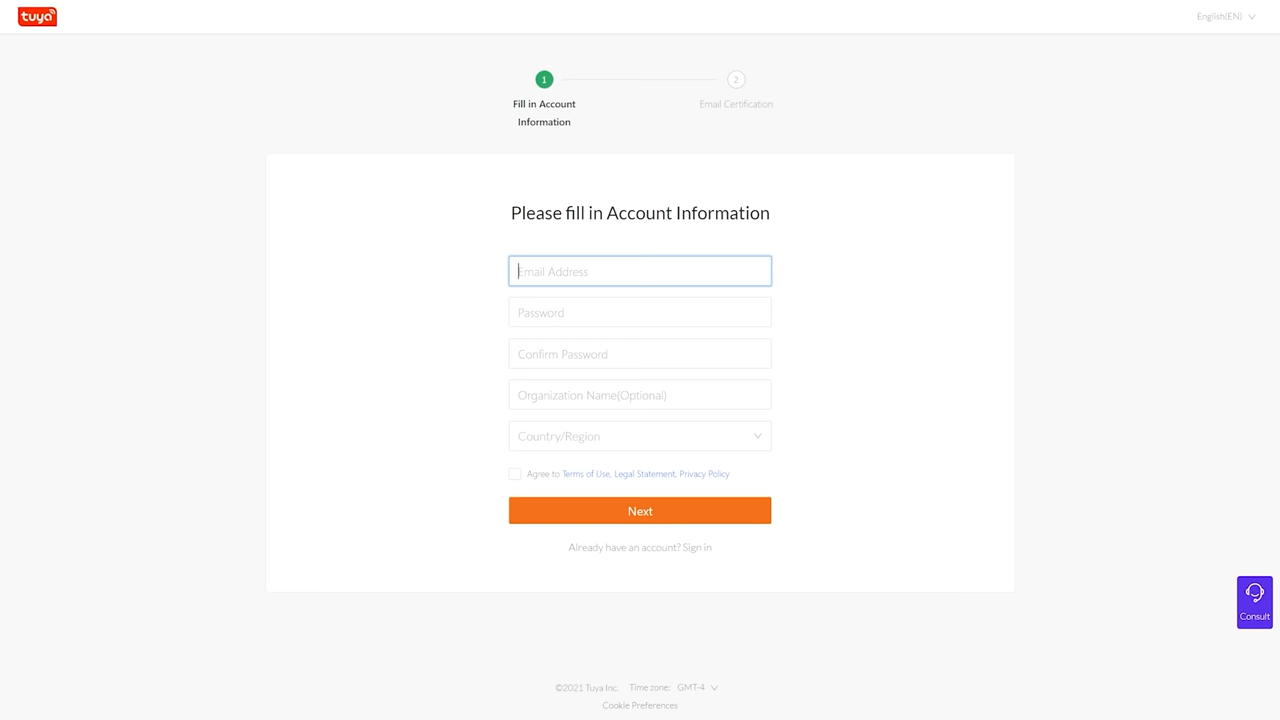 tuya
English(EN)
1
2
Fill in Account
Information
Email Certification
Please fill in Account Information
Email Address
Password
Confirm Password
Organization Name(Optional)
Country/Region
Agree to Terms of Use, Legal Statement, Privacy Policy
Next
Already have an account? Sign in
Consult
©2021 Tuya Inc. Time zone: GMT-4
Cookie Preferences